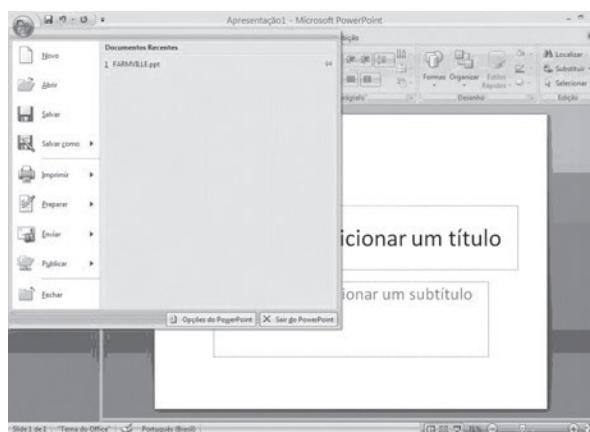 Apresentação1 - Microsoft PowerPoint
Novo
Abrir
Salvar
Salvar como
Imprimir
Preparar
Enviar
Publicar
Fechar
Documentos Recentes
1 FARMVILLE.ppt
Opções do PowerPoint
Sair do PowerPoint
Formas
Organizar
Estilos
Rápidos
Desenho
Localizar
Substituir
Selecionar
Edição
icionar um título
ionar um subtítulo
Slide 1 de 1
"Tema do Office"
Português (Brasil)